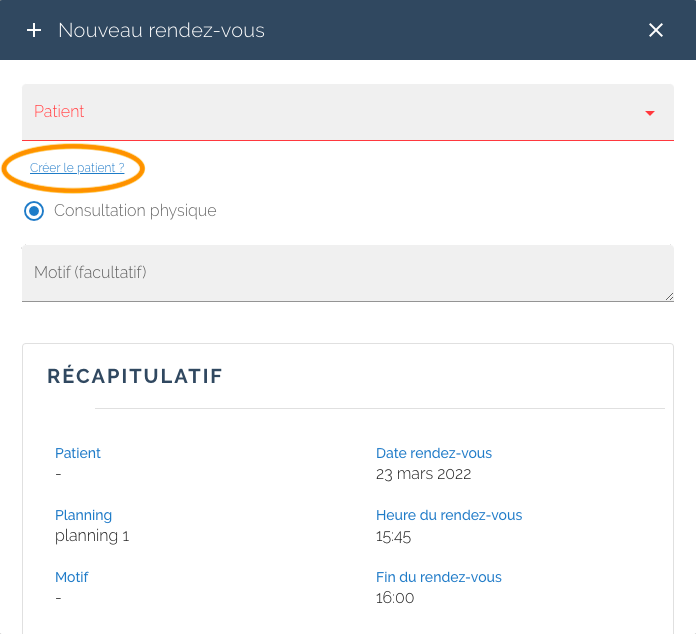 + Nouveau rendez-vous
Patient
Créer le patient ?
Consultation physique
Motif (facultatif)
RÉCAPITULATIF
Patient
-
Date rendez-vous
23 mars 2022
Planning
planning 1
Heure du rendez-vous
15:45
Motif
-
Fin du rendez-vous
16:00